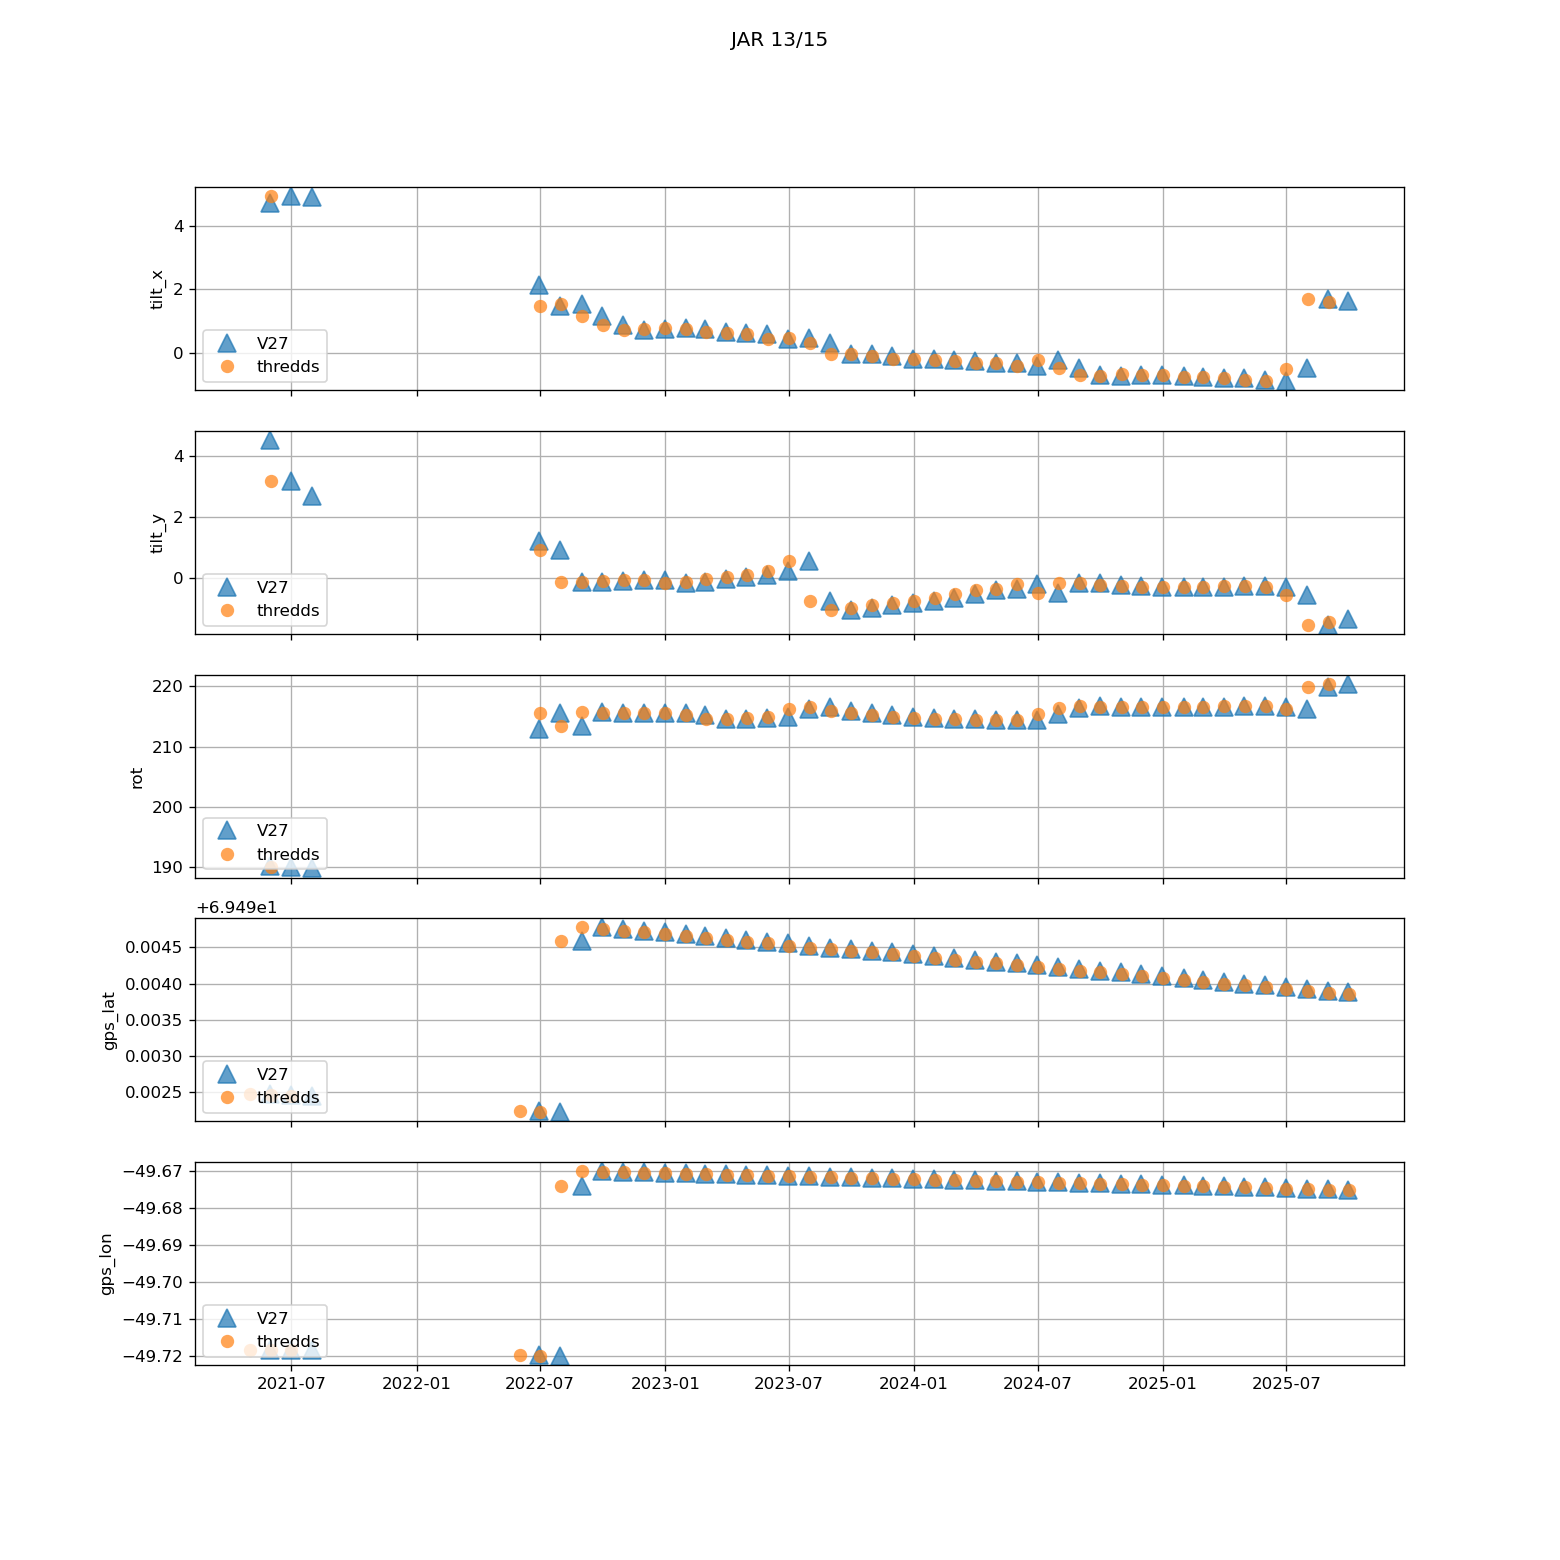 JAR 13/15
4
2
0
tilt_x
V27
thredds
4
2
0
tilt_y
V27
thredds
220
210
200
190
rot
V27
thredds
+6.949e1
0.0045
0.0040
0.0035
0.0030
0.0025
gps_lat
V27
thredds
−49.67
−49.68
−49.69
−49.70
−49.71
−49.72
gps_lon
V27
thredds
2021-07 2022-01 2022-07 2023-01 2023-07 2024-01 2024-07 2025-01 2025-07